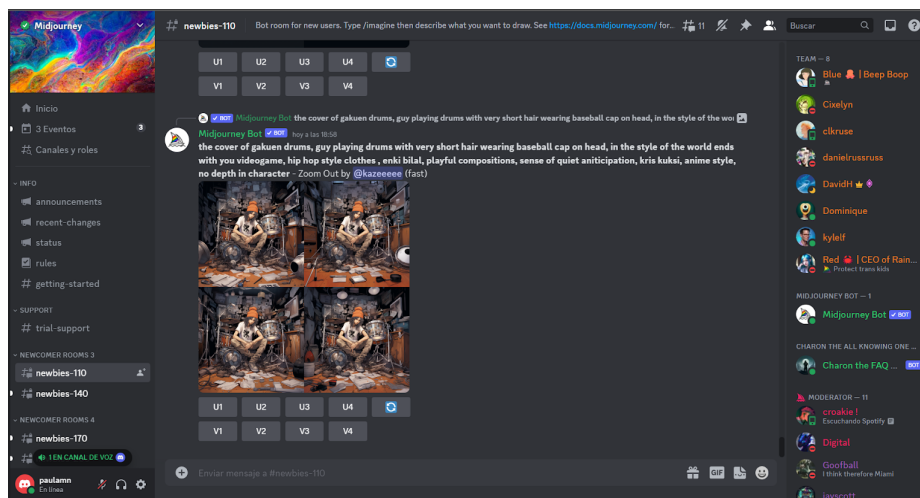 Midjourney
newbies-110
Bot room for new users. Type /imagine then describe what you want to draw. See https://docs.midjourney.com/ for...
11
Buscar
Inicio
3 Eventos
3
Canales y roles
INFO
announcements
recent-changes
status
rules
getting-started
SUPPORT
trial-support
NEWCOMER ROOMS 3
newbies-110
newbies-140
NEWCOMER ROOMS 4
newbies-170
1 EN CANAL DE VOZ
paulamn
En línea
U1 U2 U3 U4
V1 V2 V3 V4
BOT Midjourney Bot the cover of gakuen drums, guy playing drums with very short hair wearing baseball cap on head, in the style of the wo
Midjourney Bot BOT hoy a las 18:58
the cover of gakuen drums, guy playing drums with very short hair wearing baseball cap on head, in the style of the world ends
with you videogame, hip hop style clothes , enki bilal, playful compositions, sense of quiet aniticipation, kris kuksi, anime style,
no depth in character - Zoom Out by @kazeeeee (fast)
U1 U2 U3 U4
V1 V2 V3 V4
Enviar mensaje a #newbies-110
GIF
TEAM — 8
Blue | Beep Boop
Cixelyn
clkruse
danielrussruss
DavidH
Dominique
kylelf
Red | CEO of Rain...
Protect trans kids
MIDJOURNEY BOT — 1
Midjourney Bot BOT
CHARON THE ALL KNOWING ONE ...
Charon the FAQ ... BOT
MODERATOR — 11
croakie !
Escuchando Spotify
Digital
Goofball
I think therefore Miami
jayscott